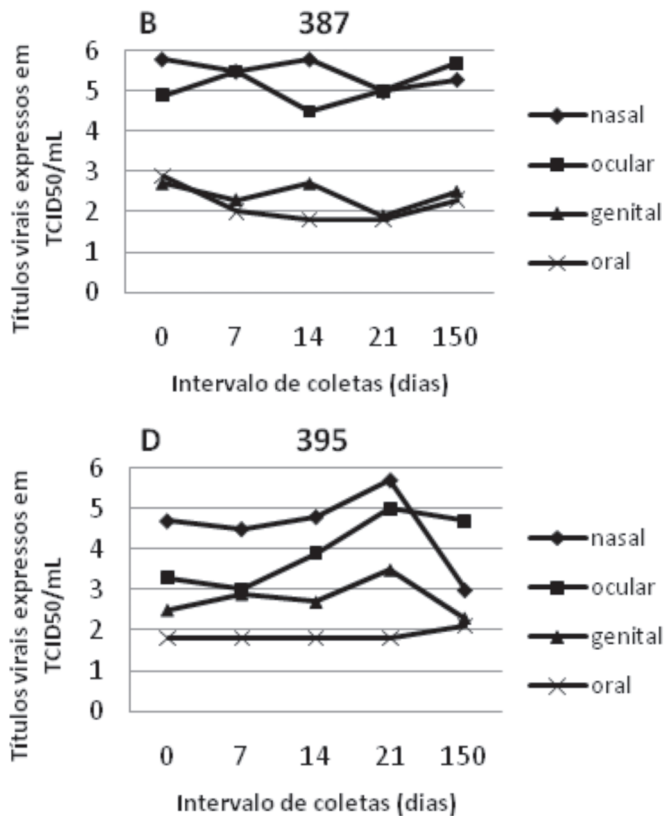 B 387
Títulos virais expressos em
TCID50/mL
6
5
4
3
2
1
0
0 7 14 21 150
Intervalo de coletas (dias)
nasal
ocular
genital
oral
D 395
Títulos virais expressos em
TCID50/mL
6
5
4
3
2
1
0
0 7 14 21 150
Intervalo de coletas (dias)
nasal
ocular
genital
oral